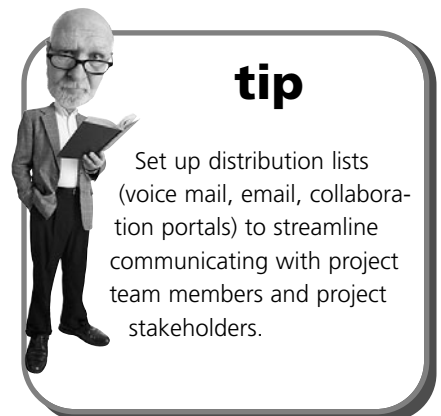 tip
Set up distribution lists
(voice mail, email, collabora-
tion portals) to streamline
communicating with project
team members and project
stakeholders.